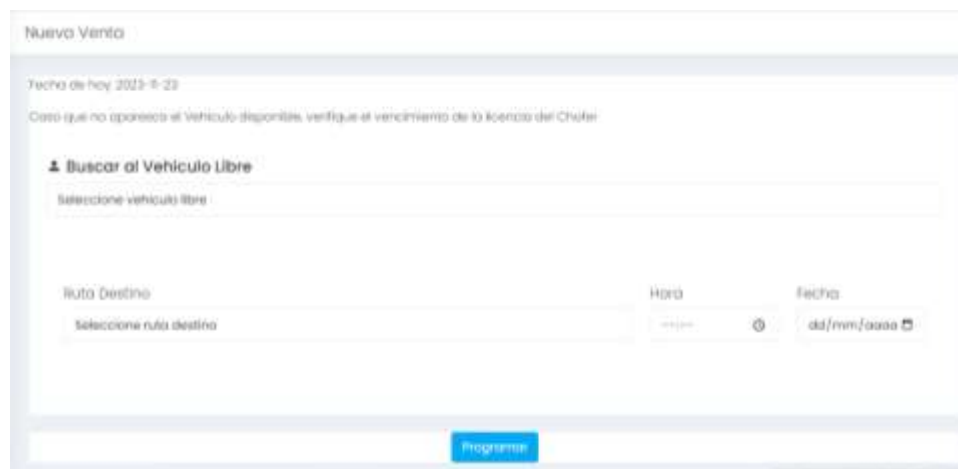 Nueva Venta
Fecha de hoy: 2023-11-23
Caso que no aparesca el Vehiculo disponible, verifique el vencimiento de la licencia del Chofer
Buscar al Vehiculo Libre
Seleccione vehiculo libre
Ruta Destino
Hora
Fecha
Seleccione ruta destino
--:--
dd/mm/aaaa
Programar